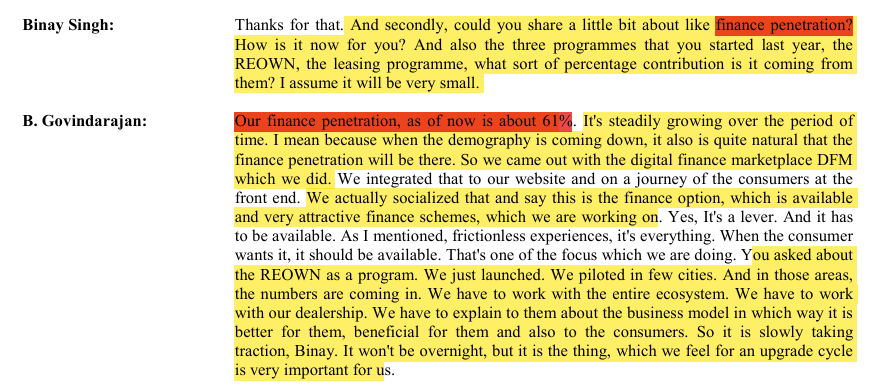 Binay Singh: Thanks for that. And secondly, could you share a little bit about like finance penetration?
How is it now for you? And also the three programmes that you started last year, the
REOWN, the leasing programme, what sort of percentage contribution is it coming from
them? I assume it will be very small.
B. Govindarajan: Our finance penetration, as of now is about 61%. It's steadily growing over the period of
time. I mean because when the demography is coming down, it also is quite natural that the
finance penetration will be there. So we came out with the digital finance marketplace DFM
which we did. We integrated that to our website and on a journey of the consumers at the
front end. We actually socialized that and say this is the finance option, which is available
and very attractive finance schemes, which we are working on. Yes, It's a lever. And it has
to be available. As I mentioned, frictionless experiences, it's everything. When the consumer
wants it, it should be available. That's one of the focus which we are doing. You asked about
the REOWN as a program. We just launched. We piloted in few cities. And in those areas,
the numbers are coming in. We have to work with the entire ecosystem. We have to work
with our dealership. We have to explain to them about the business model in which way it is
better for them, beneficial for them and also to the consumers. So it is slowly taking
traction, Binay. It won't be overnight, but it is the thing, which we feel for an upgrade cycle
is very important for us.